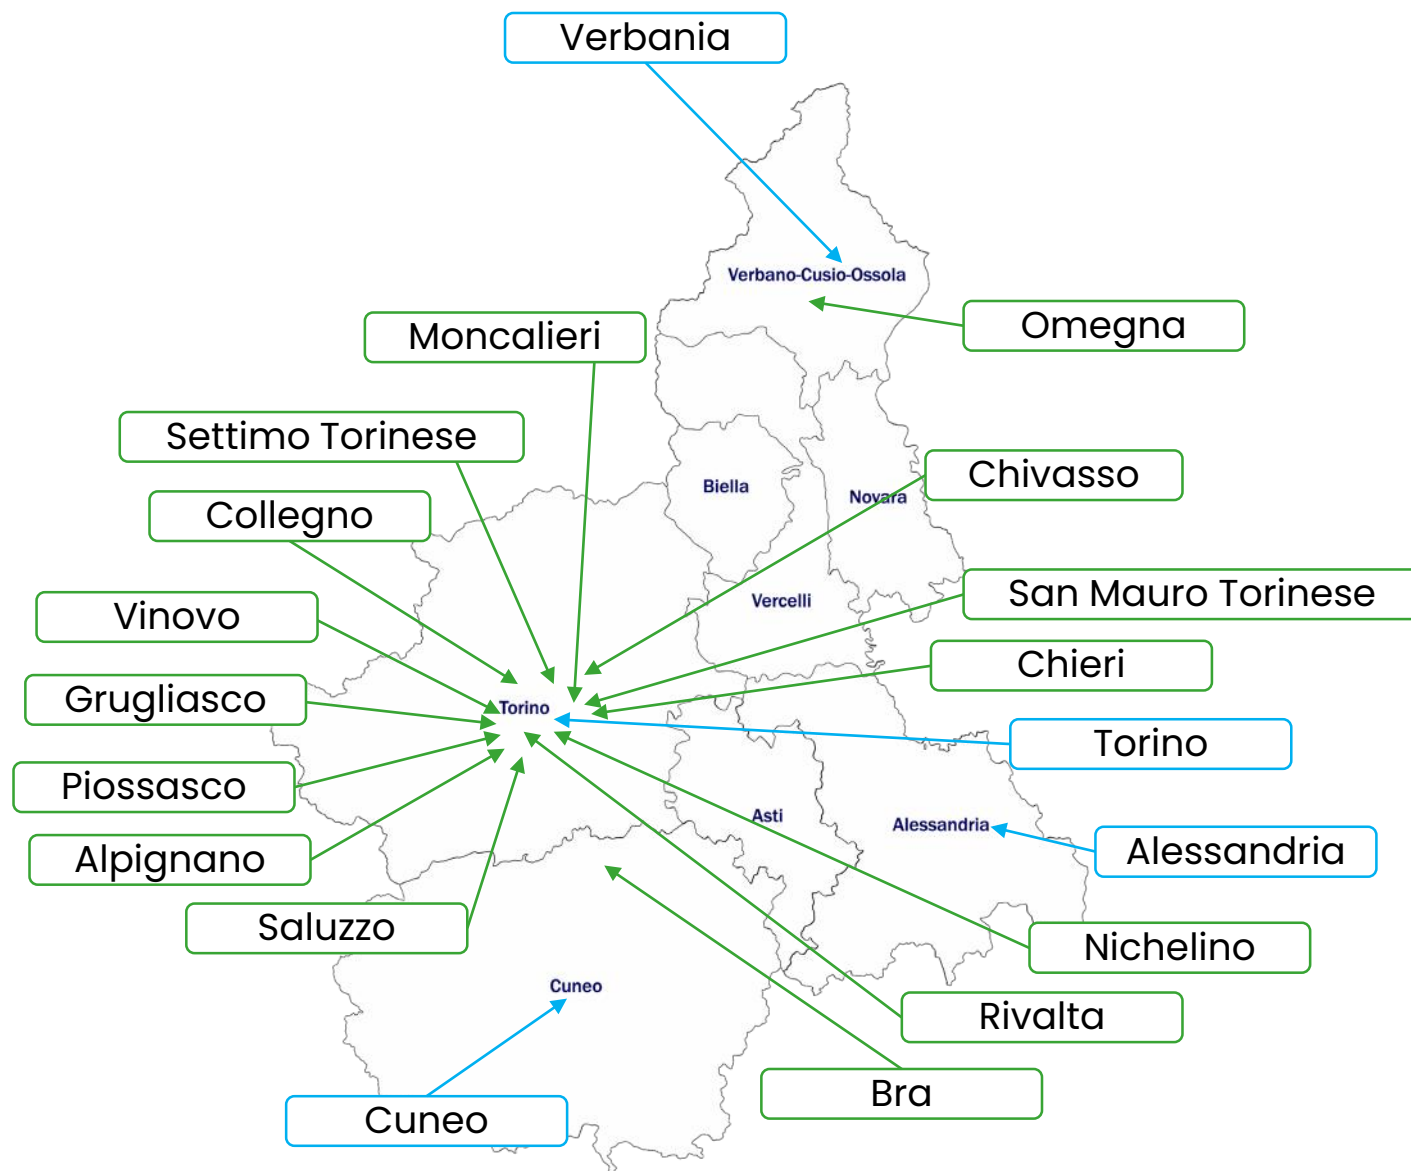 Verbania
Verbano-Cusio-Ossola
Omegna
Moncalieri
Settimo Torinese
Chivasso
Biella
Novara
Collegno
San Mauro Torinese
Vercelli
Vinovo
Chieri
Grugliasco
Torino
Torino
Piossasco
Asti
Alessandria
Alessandria
Alpignano
Saluzzo
Nichelino
Cuneo
Rivalta
Bra
Cuneo